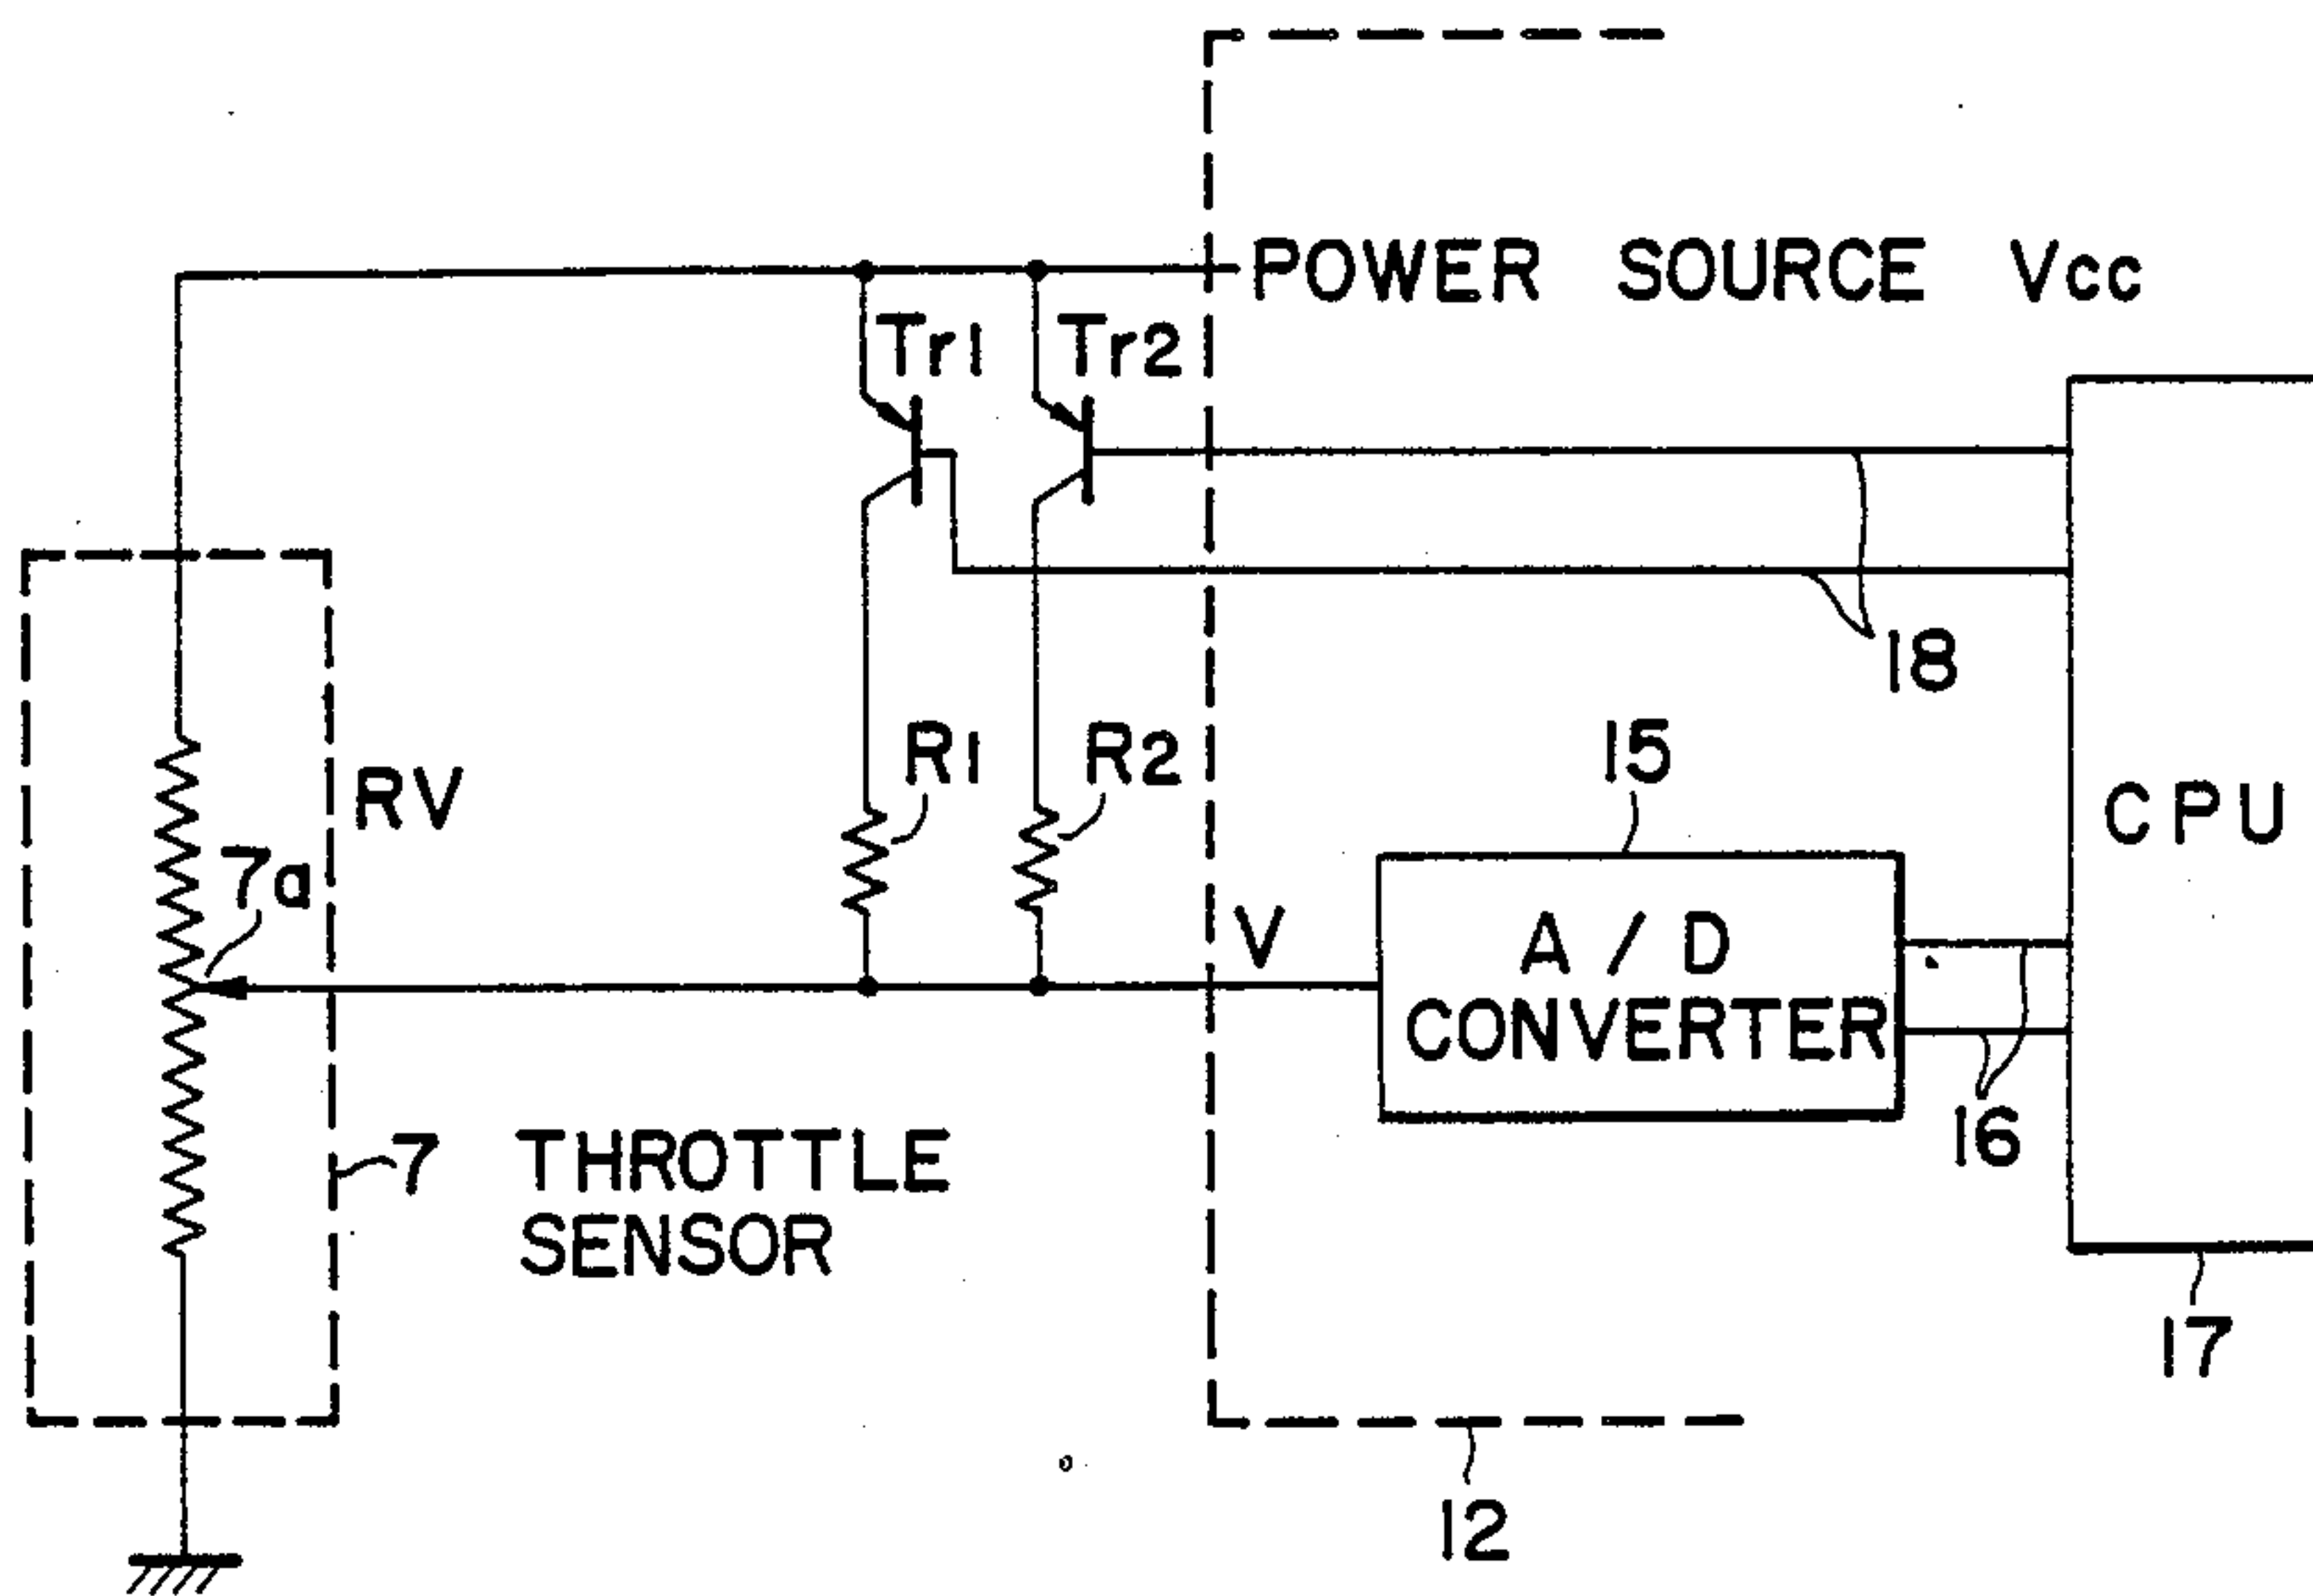 POWER SOURCE Vcc
Tr1
Tr2
18
R1
R2
15
RV
CPU
7a
V
A/D
CONVERTER
16
7
THROTTLE
SENSOR
17
12